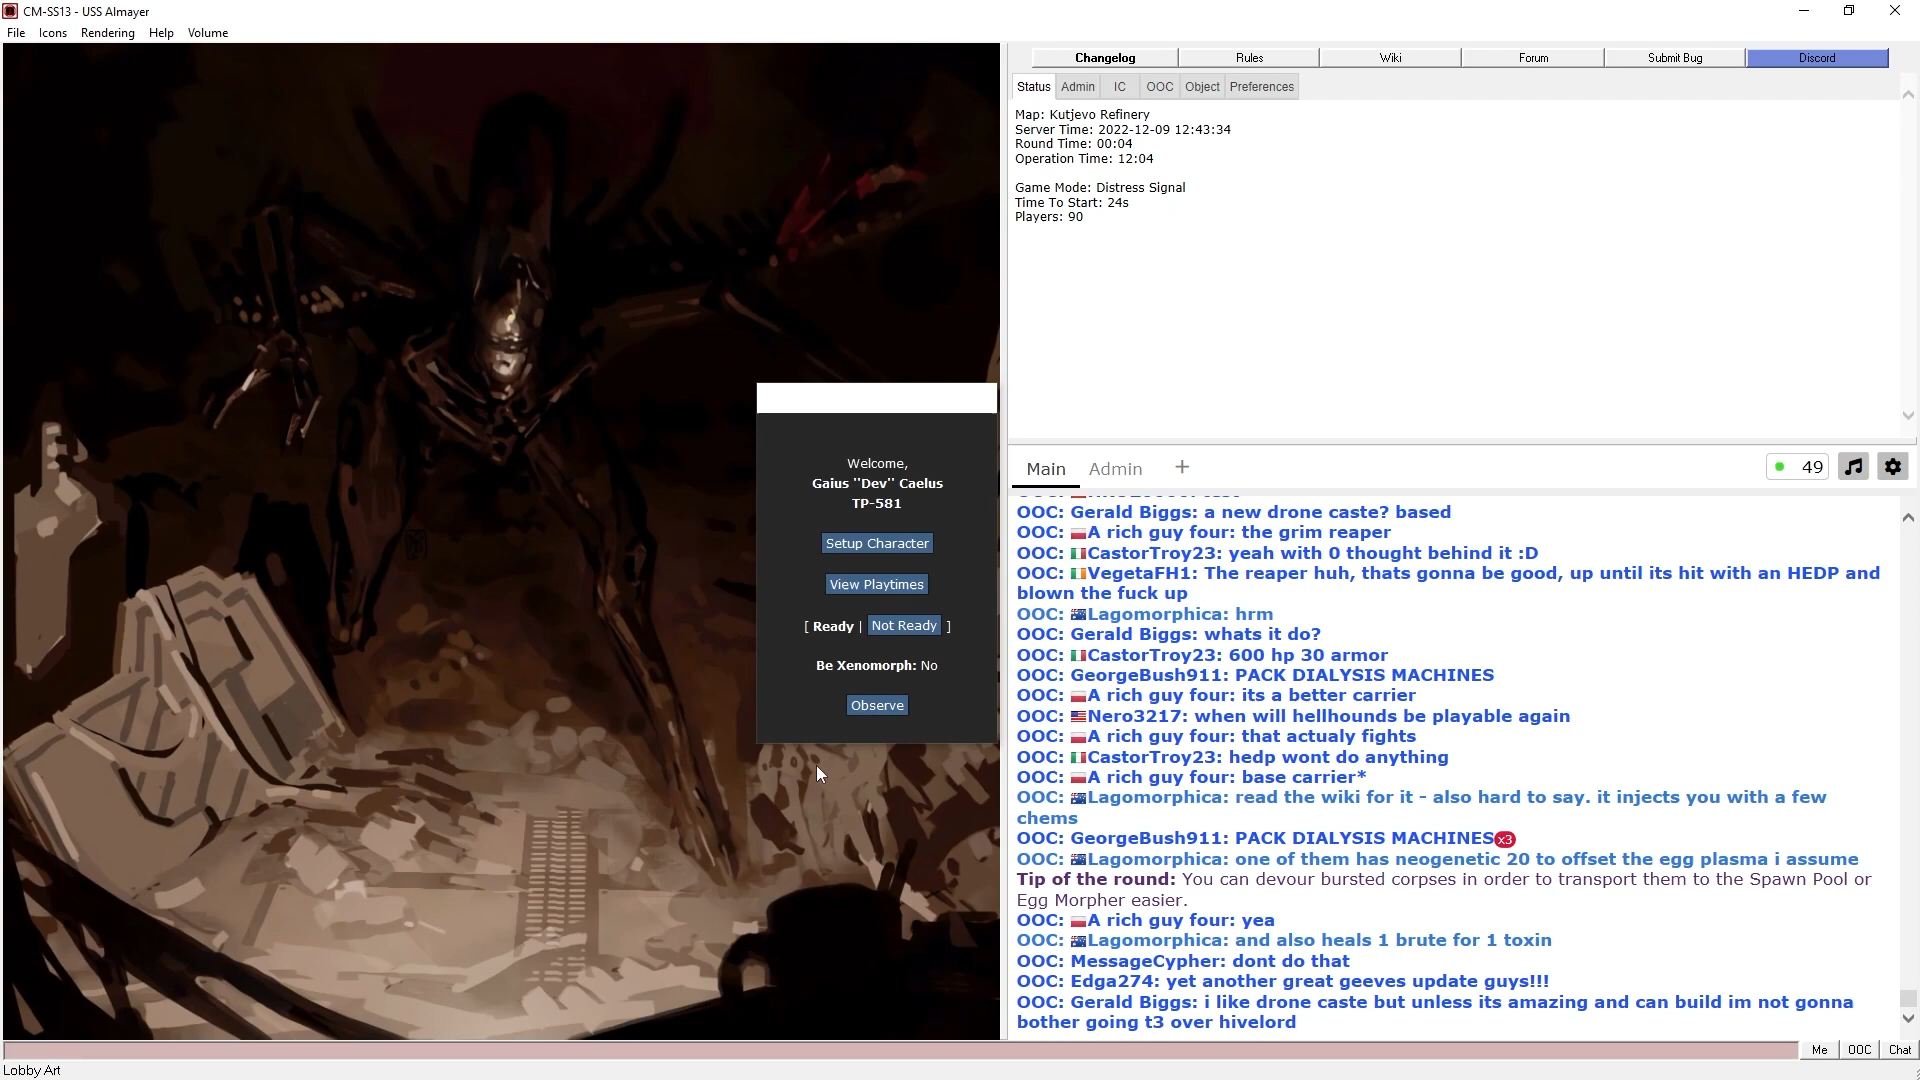 CM-SS13 - USS Almayer
File Icons Rendering Help Volume
Changelog Rules Wiki Forum Submit Bug Discord
Status Admin IC OOC Object Preferences
Map: Kutjevo Refinery
Server Time: 2022-12-09 12:43:34
Round Time: 00:04
Operation Time: 12:04
Game Mode: Distress Signal
Time To Start: 24s
Players: 90
Welcome,
Gaius "Dev" Caelus
TP-581
Setup Character
View Playtimes
[ Ready | Not Ready ]
Be Xenomorph: No
Observe
Main Admin + 49
OOC: Gerald Biggs: a new drone caste? based
OOC: A rich guy four: the grim reaper
OOC: CastorTroy23: yeah with 0 thought behind it :D
OOC: VegetaFH1: The reaper huh, thats gonna be good, up until its hit with an HEDP and
blown the fuck up
OOC: Lagomorphica: hrm
OOC: Gerald Biggs: whats it do?
OOC: CastorTroy23: 600 hp 30 armor
OOC: GeorgeBush911: PACK DIALYSIS MACHINES
OOC: A rich guy four: its a better carrier
OOC: Nero3217: when will hellhounds be playable again
OOC: A rich guy four: that actualy fights
OOC: CastorTroy23: hedp wont do anything
OOC: A rich guy four: base carrier*
OOC: Lagomorphica: read the wiki for it - also hard to say. it injects you with a few
chems
OOC: GeorgeBush911: PACK DIALYSIS MACHINES x3
OOC: Lagomorphica: one of them has neogenetic 20 to offset the egg plasma i assume
Tip of the round: You can devour bursted corpses in order to transport them to the Spawn Pool or
Egg Morpher easier.
OOC: A rich guy four: yea
OOC: Lagomorphica: and also heals 1 brute for 1 toxin
OOC: MessageCypher: dont do that
OOC: Edga274: yet another great geeves update guys!!!
OOC: Gerald Biggs: i like drone caste but unless its amazing and can build im not gonna
bother going t3 over hivelord
Me OOC Chat
Lobby Art